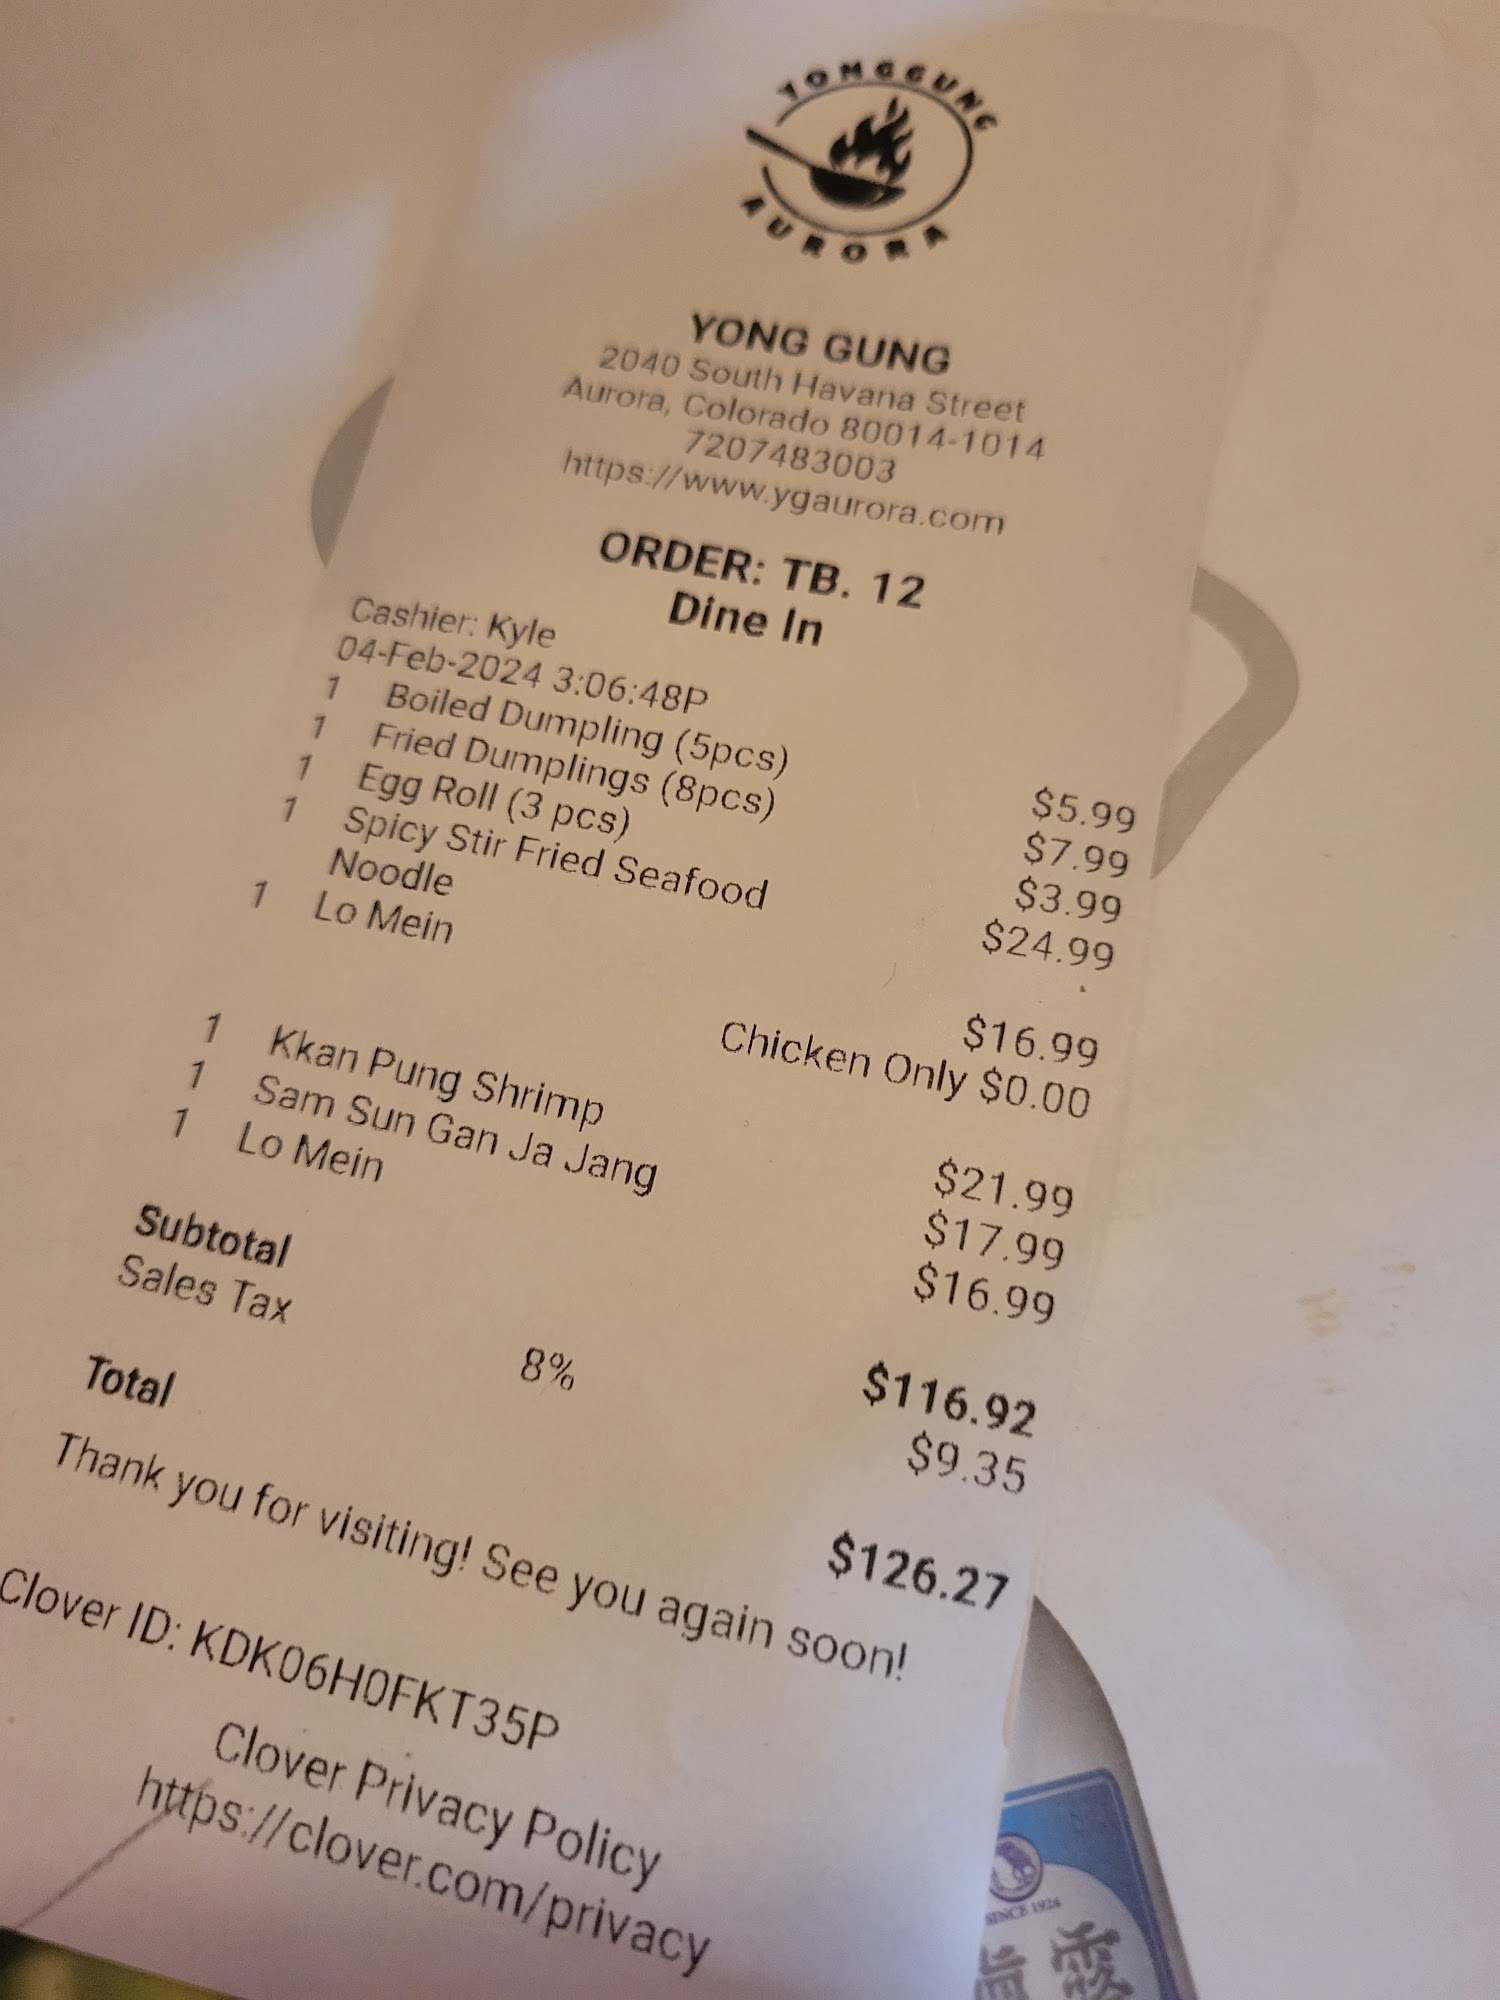 YONGGUNG
AURORA
YONG GUNG
2040 South Havana Street
Aurora, Colorado 80014-1014
7207483003
https://www.ygaurora.com
ORDER: TB. 12
Dine In
Cashier: Kyle
04-Feb-2024 3:06:48P
1 Boiled Dumpling (5pcs) $5.99
1 Fried Dumplings (8pcs) $7.99
1 Egg Roll (3 pcs) $3.99
1 Spicy Stir Fried Seafood $24.99
Noodle
1 Lo Mein $16.99
Chicken Only $0.00
1 Kkan Pung Shrimp $21.99
1 Sam Sun Gan Ja Jang $17.99
1 Lo Mein $16.99
Subtotal $116.92
Sales Tax 8% $9.35
Total $126.27
Thank you for visiting! See you again soon!
Clover ID: KDK06H0FKT35P
Clover Privacy Policy
https://clover.com/privacy
SINCE 1924
露